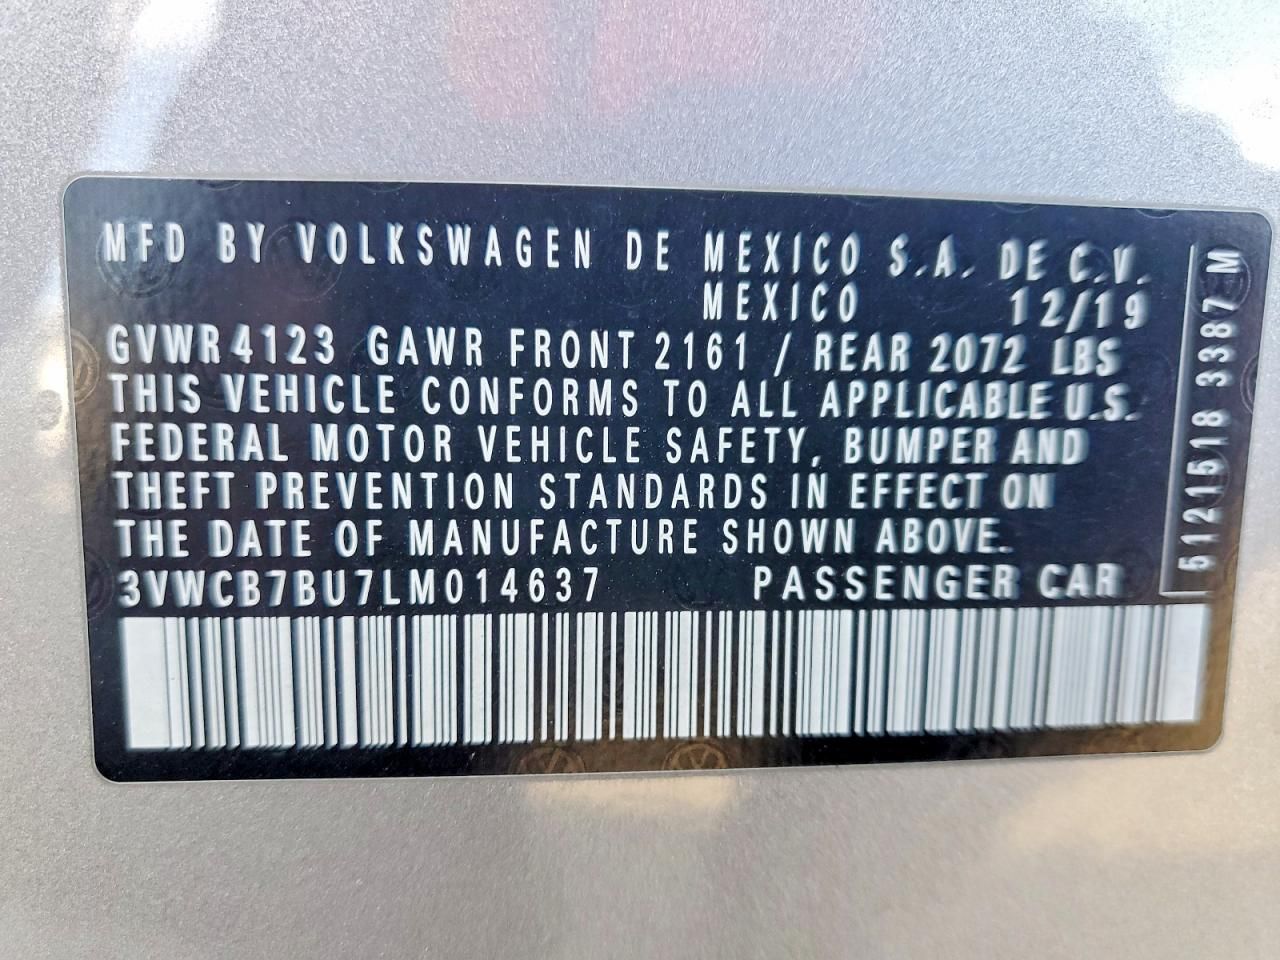 MFD BY VOLKSWAGEN DE MEXICO S.A. DE C.V.
MEXICO 12/19
GVWR 4123 GAWR FRONT 2161 / REAR 2072 LBS
THIS VEHICLE CONFORMS TO ALL APPLICABLE U.S.
FEDERAL MOTOR VEHICLE SAFETY, BUMPER AND
THEFT PREVENTION STANDARDS IN EFFECT ON
THE DATE OF MANUFACTURE SHOWN ABOVE.
3VWCB7BU7LM014637 PASSENGER CAR
5121518 3387 M